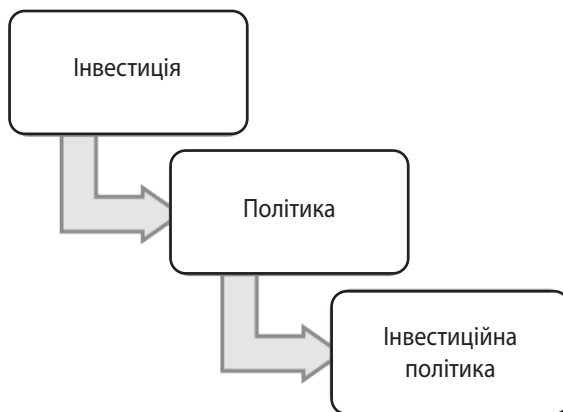 Інвестиція
Політика
Інвестиційна
політика